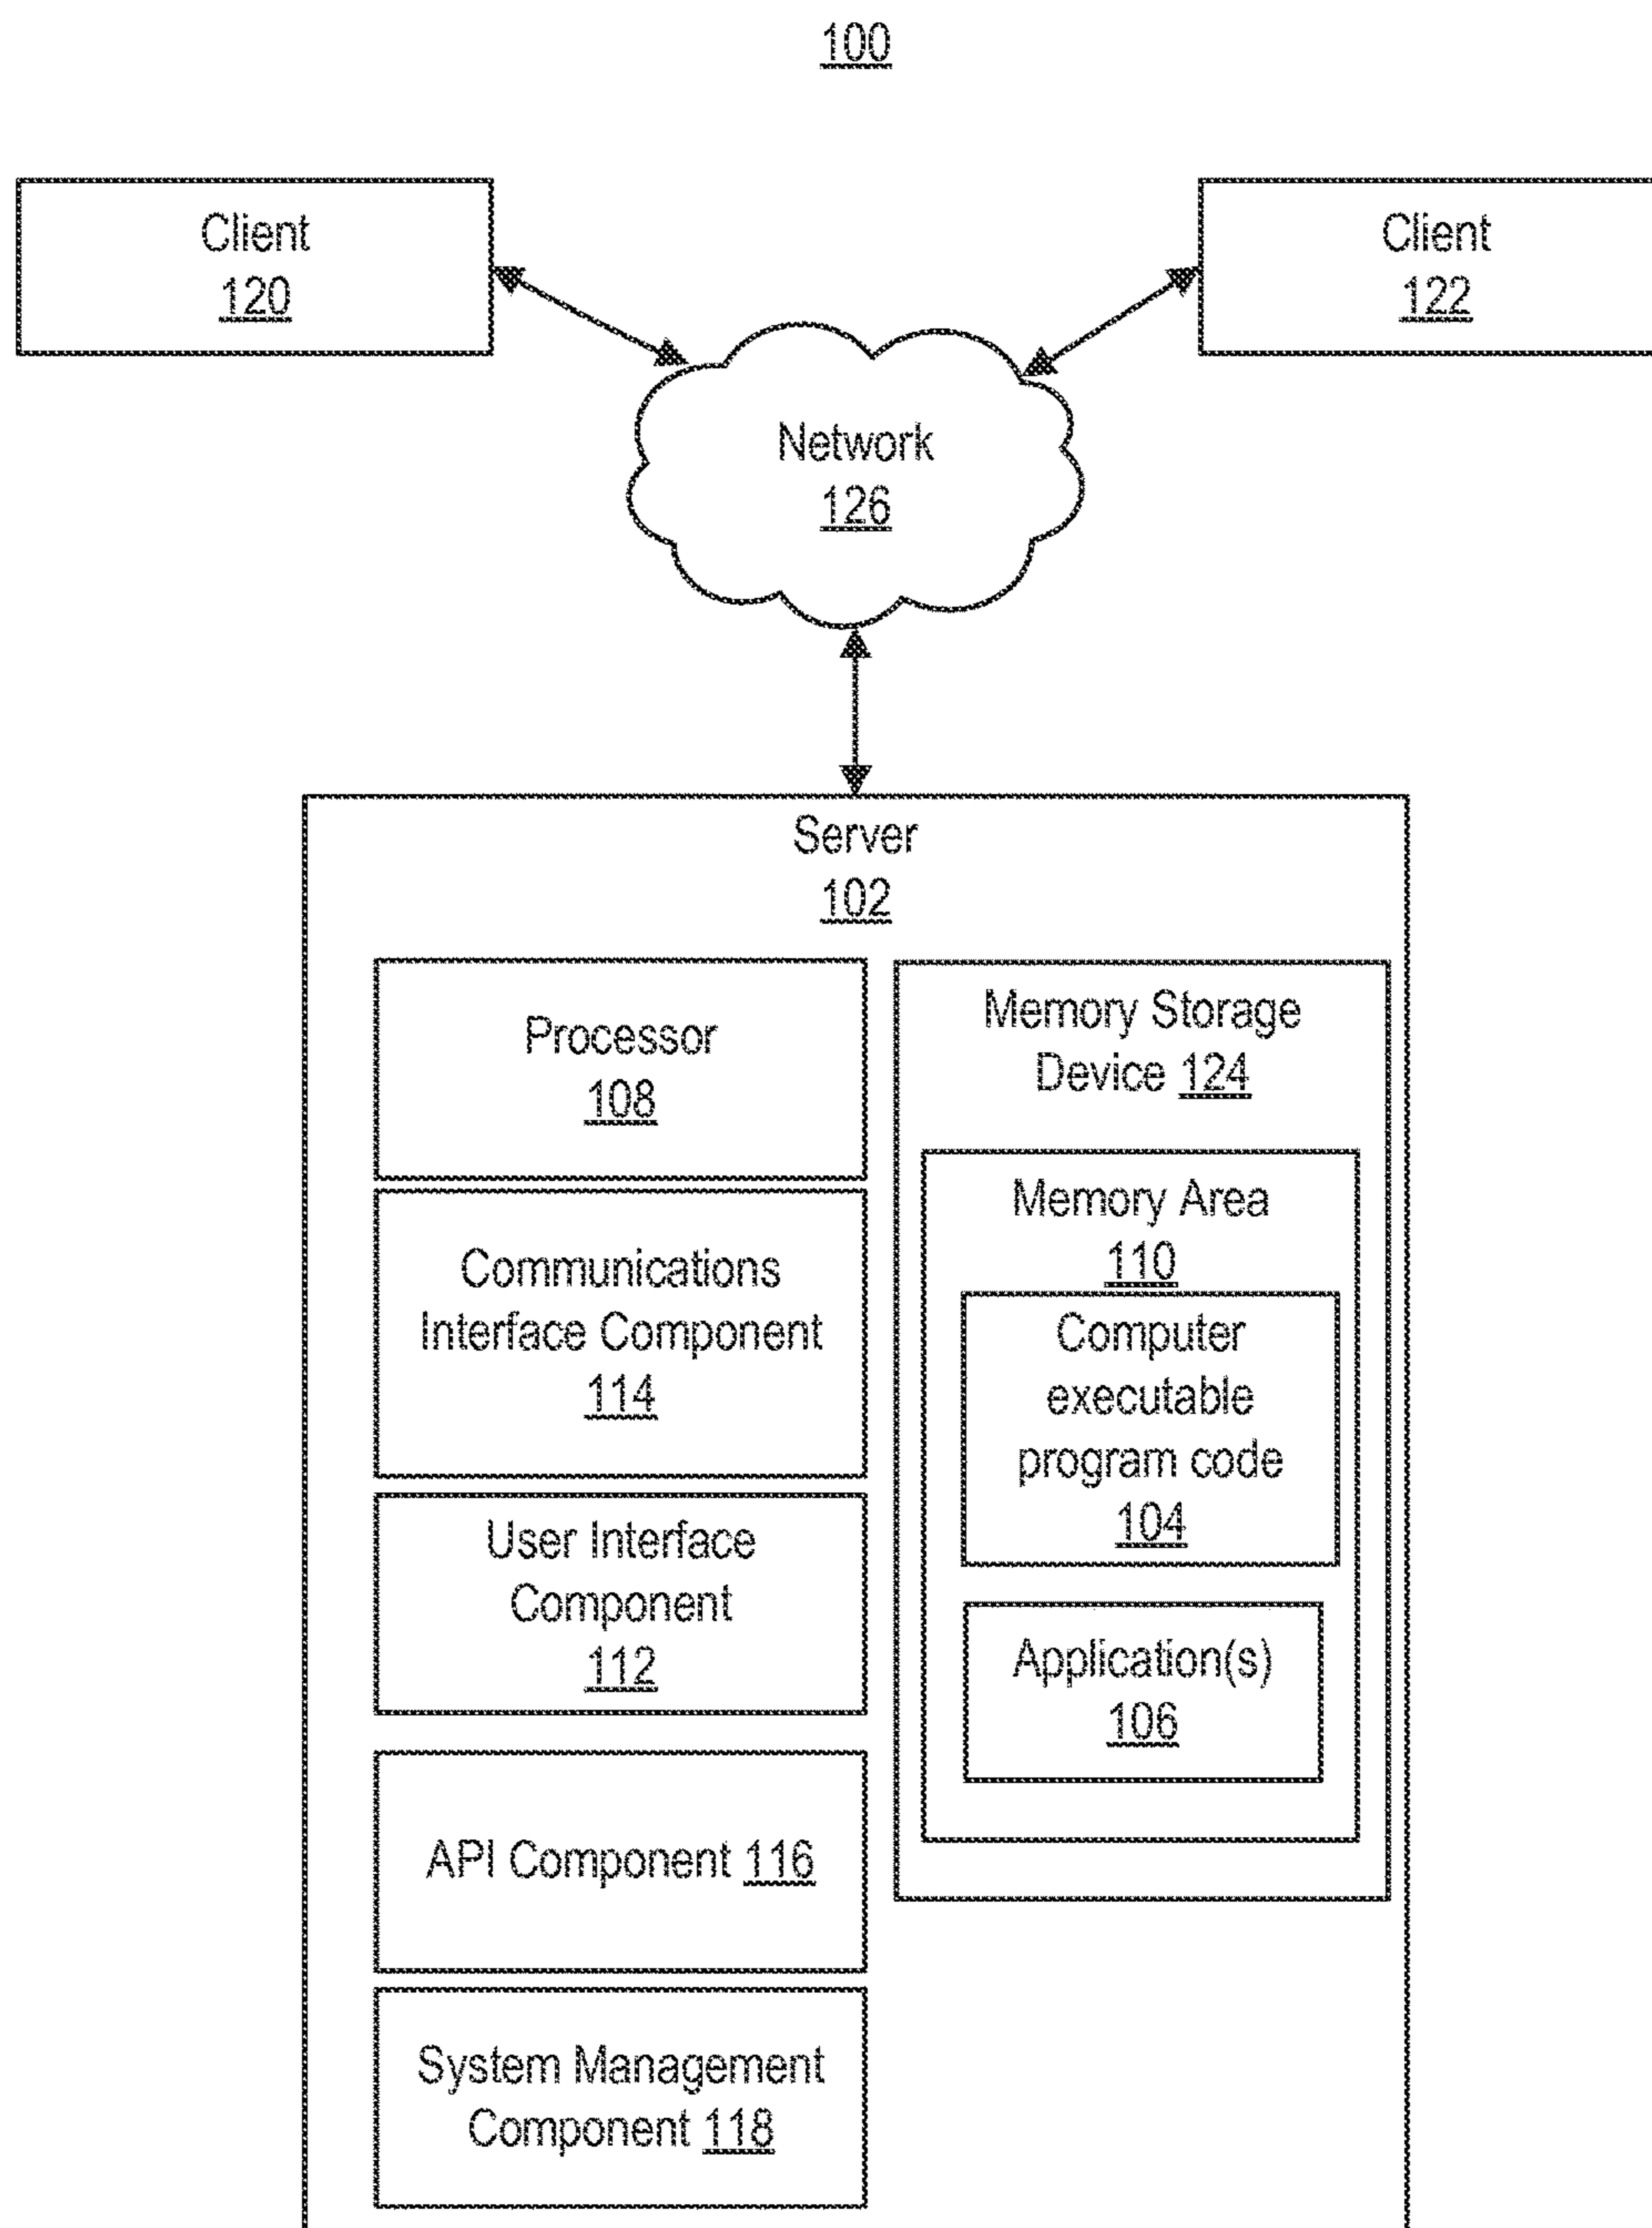 100
Client
120
Client
122
Network
126
Server
102
Processor
108
Communications
Interface Component
114
User Interface
Component
112
API Component 116
System Management
Component 118
Memory Storage
Device 124
Memory Area
110
Computer
executable
program code
104
Application(s)
106